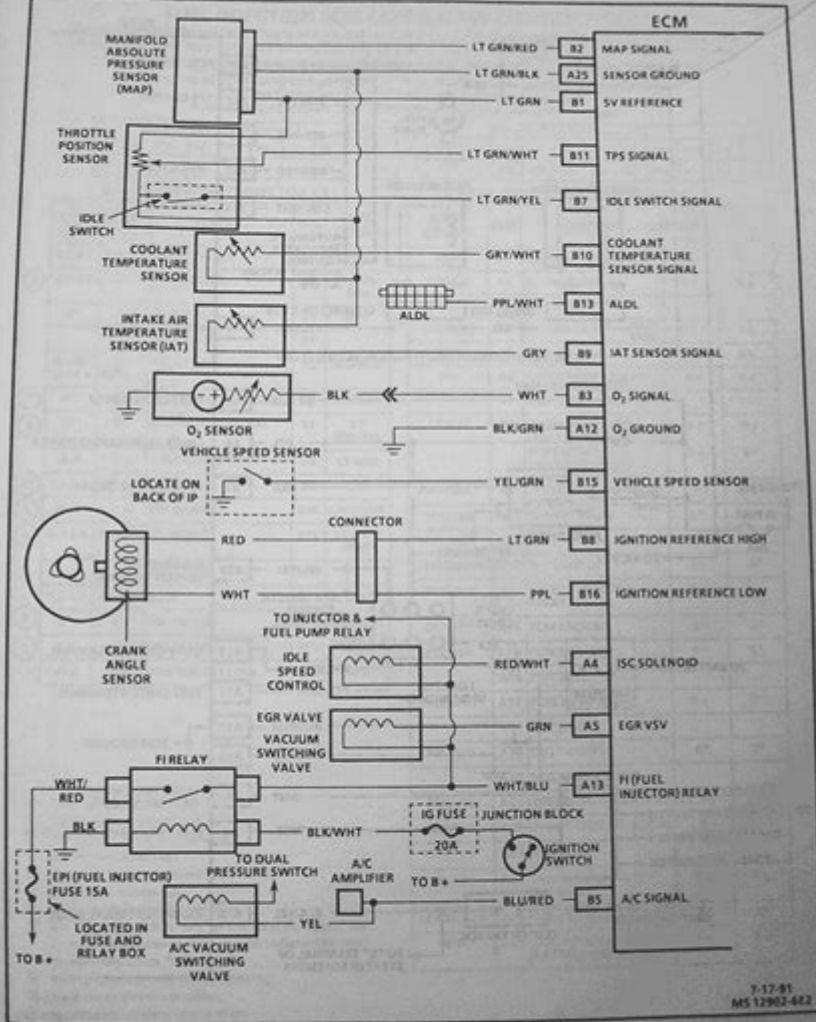 ECM
MANIFOLD
ABSOLUTE
PRESSURE
SENSOR
(MAP)
LT GRN/RED B2 MAP SIGNAL
LT GRN/BLK A25 SENSOR GROUND
LT GRN B1 5V REFERENCE
THROTTLE
POSITION
SENSOR
LT GRN/WHT B11 TPS SIGNAL
LT GRN/YEL B7 IDLE SWITCH SIGNAL
IDLE
SWITCH
COOLANT
TEMPERATURE
SENSOR
GRY/WHT B10 COOLANT
TEMPERATURE
SENSOR SIGNAL
ALDL
PPL/WHT B13 ALDL
INTAKE AIR
TEMPERATURE
SENSOR (IAT)
GRY B9 IAT SENSOR SIGNAL
- +
BLK
WHT B3 O₂ SIGNAL
O₂ SENSOR
BLK/GRN A12 O₂ GROUND
VEHICLE SPEED SENSOR
LOCATE ON
BACK OF IP
YEL/GRN B15 VEHICLE SPEED SENSOR
CONNECTOR
RED LT GRN B8 IGNITION REFERENCE HIGH
WHT PPL B16 IGNITION REFERENCE LOW
CRANK
ANGLE
SENSOR
TO INJECTOR &
FUEL PUMP RELAY
IDLE
SPEED
CONTROL
RED/WHT A4 ISC SOLENOID
EGR VALVE
VACUUM
SWITCHING
VALVE
GRN A5 EGR VSV
FI RELAY
WHT/
RED
WHT/BLU A13 FI (FUEL
INJECTOR) RELAY
BLK
BLK/WHT
IG FUSE
20A
JUNCTION BLOCK
IGNITION
SWITCH
TO B +
EPI (FUEL INJECTOR)
FUSE 15A
LOCATED IN
FUSE AND
RELAY BOX
TO B +
TO DUAL
PRESSURE SWITCH
A/C
AMPLIFIER
YEL
BLU/RED B5 A/C SIGNAL
A/C VACUUM
SWITCHING
VALVE
7-17-91
MS 12902-6E2